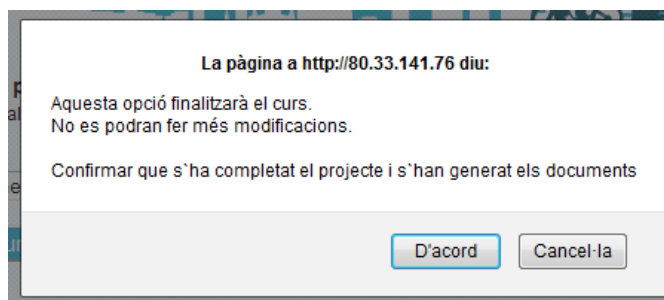 La pàgina a http://80.33.141.76 diu:
Aquesta opció finalitzarà el curs.
No es podran fer més modificacions.
Confirmar que s`ha completat el projecte i s`han generat els documents
D'acord
Cancel·la